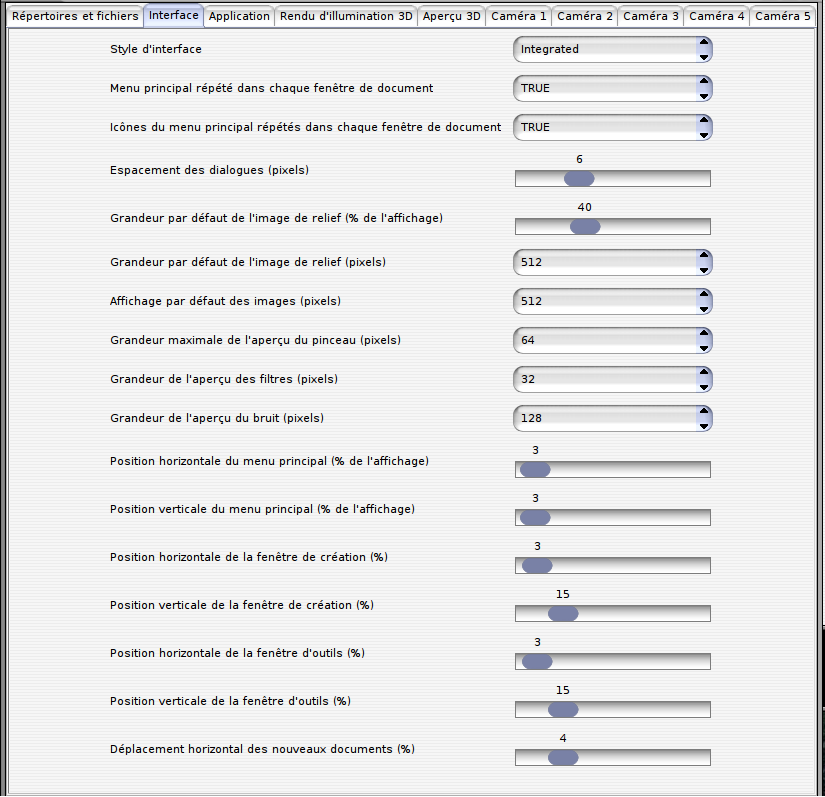 Répertoires et fichiers Interface Application Rendu d'illumination 3D Aperçu 3D Caméra 1 Caméra 2 Caméra 3 Caméra 4 Caméra 5
Style d'interface Integrated
Menu principal répété dans chaque fenêtre de document TRUE
Icônes du menu principal répétés dans chaque fenêtre de document TRUE
Espacement des dialogues (pixels) 6
Grandeur par défaut de l'image de relief (% de l'affichage) 40
Grandeur par défaut de l'image de relief (pixels) 512
Affichage par défaut des images (pixels) 512
Grandeur maximale de l'aperçu du pinceau (pixels) 64
Grandeur de l'aperçu des filtres (pixels) 32
Grandeur de l'aperçu du bruit (pixels) 128
Position horizontale du menu principal (% de l'affichage) 3
Position verticale du menu principal (% de l'affichage) 3
Position horizontale de la fenêtre de création (%) 3
Position verticale de la fenêtre de création (%) 15
Position horizontale de la fenêtre d'outils (%) 3
Position verticale de la fenêtre d'outils (%) 15
Déplacement horizontal des nouveaux documents (%) 4